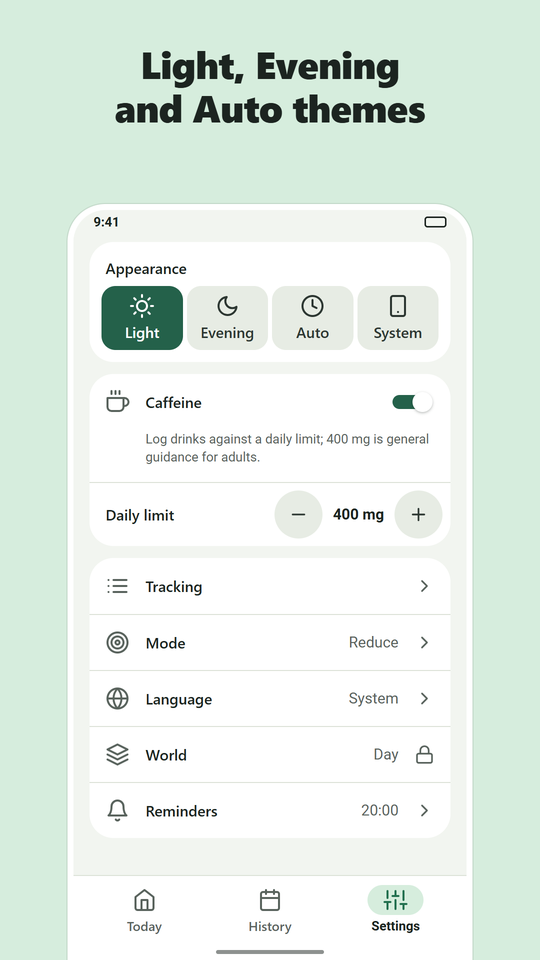 Light, Evening
and Auto themes
9:41
Appearance
Light
Evening
Auto
System
Caffeine
Log drinks against a daily limit; 400 mg is general
guidance for adults.
Daily limit
400 mg
Tracking
Mode
Reduce
Language
System
World
Day
Reminders
20:00
Today
History
Settings